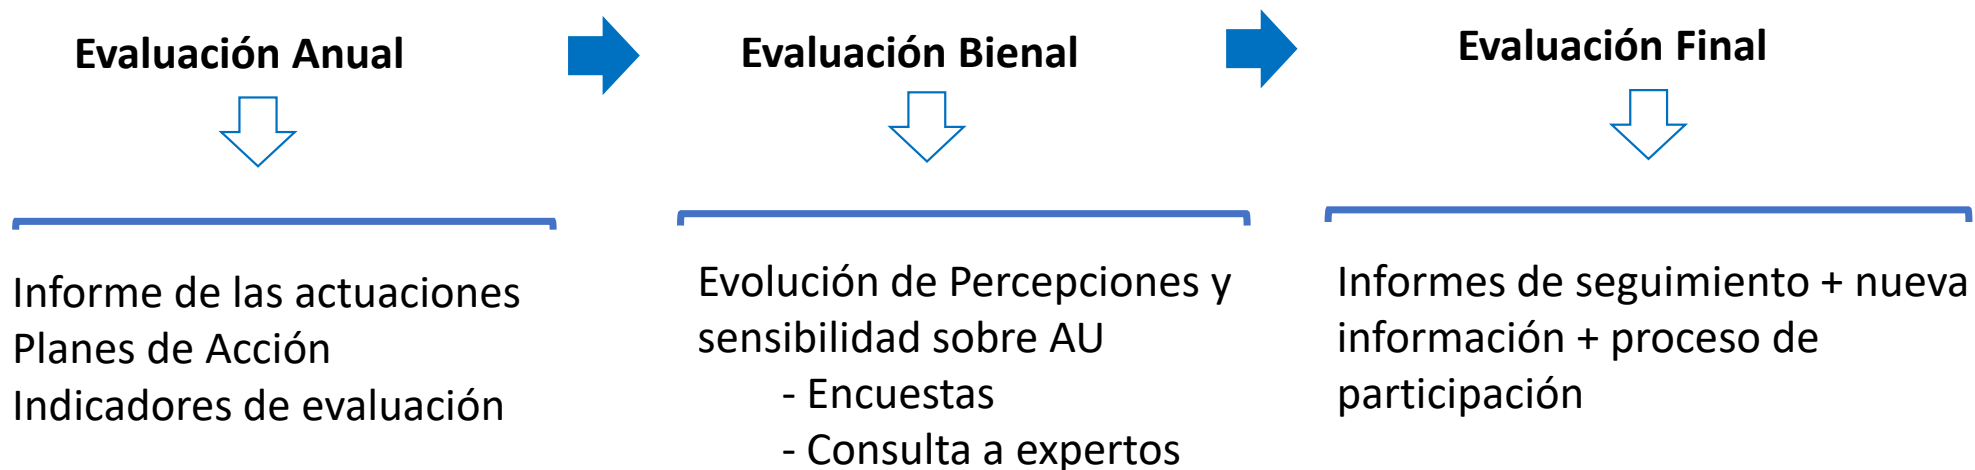 Evaluación Anual
Evaluación Bienal
Evaluación Final
Informe de las actuaciones
Planes de Acción
Indicadores de evaluación
Evolución de Percepciones y
sensibilidad sobre AU
- Encuestas
- Consulta a expertos
Informes de seguimiento + nueva
información + proceso de
participación